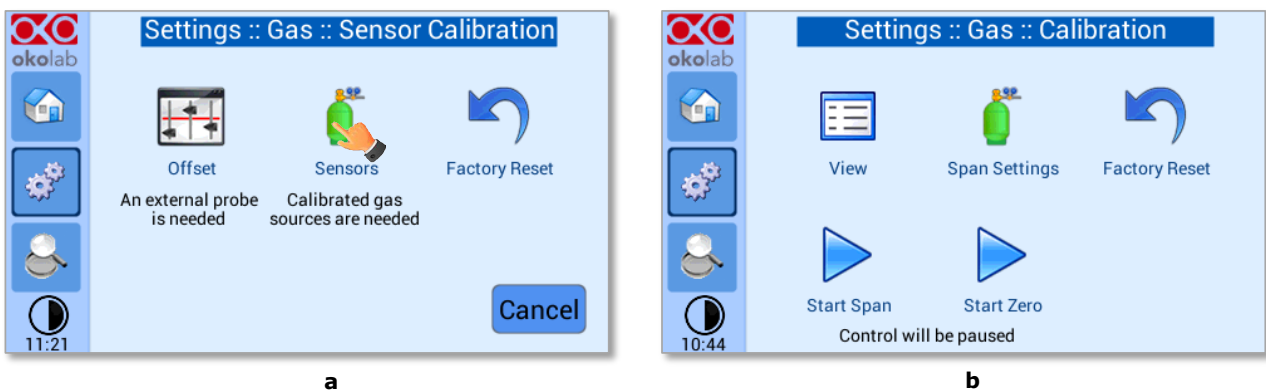 OKO
okolab
Settings :: Gas :: Sensor Calibration
Offset
Sensors
Factory Reset
An external probe
is needed
Calibrated gas
sources are needed
Cancel
11:21
a
OKO
okolab
Settings :: Gas :: Calibration
View
Span Settings
Factory Reset
Start Span
Start Zero
Control will be paused
10:44
b